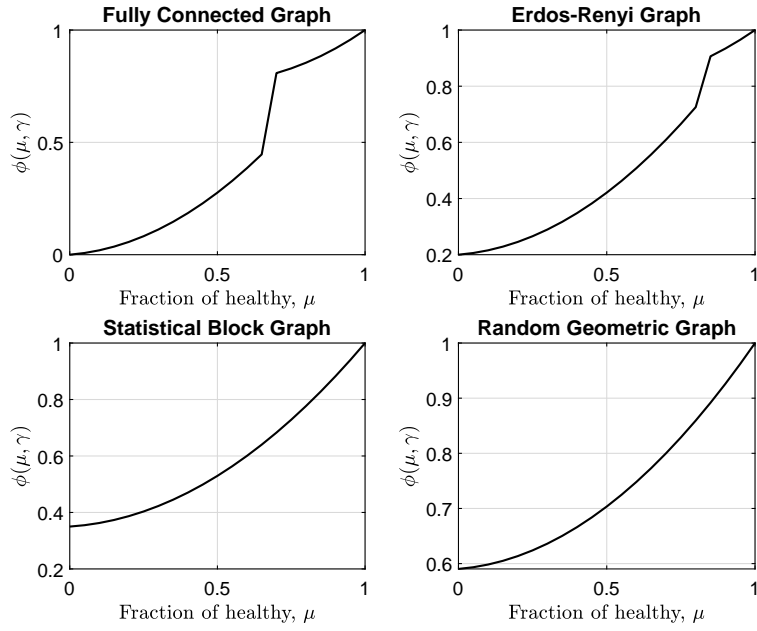 Fully Connected Graph
1
0.5
0
ϕ(μ, γ)
0 0.5 1
Fraction of healthy, μ
Erdos-Renyi Graph
1
0.8
0.6
0.4
0.2
ϕ(μ, γ)
0 0.5 1
Fraction of healthy, μ
Statistical Block Graph
1
0.8
0.6
0.4
0.2
ϕ(μ, γ)
0 0.5 1
Fraction of healthy, μ
Random Geometric Graph
1
0.9
0.8
0.7
0.6
ϕ(μ, γ)
0 0.5 1
Fraction of healthy, μ